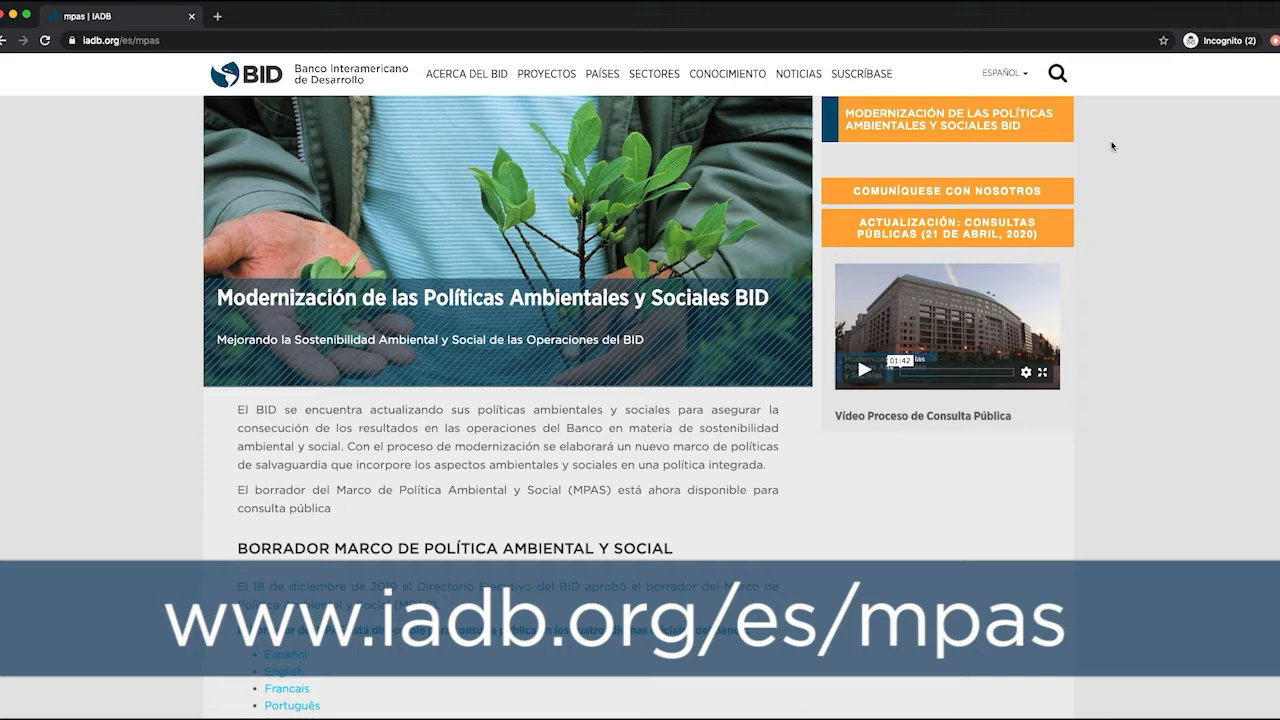 mpas | IADB
iadb.org/es/mpas
Incognito (2)
BID
Banco Interamericano
de Desarrollo
ACERCA DEL BID PROYECTOS PAÍSES SECTORES CONOCIMIENTO NOTICIAS SUSCRÍBASE
ESPAÑOL
Modernización de las Políticas Ambientales y Sociales BID
Mejorando la Sostenibilidad Ambiental y Social de las Operaciones del BID
El BID se encuentra actualizando sus políticas ambientales y sociales para asegurar la
consecución de los resultados en las operaciones del Banco en materia de sostenibilidad
ambiental y social. Con el proceso de modernización se elaborará un nuevo marco de políticas
de salvaguardia que incorpore los aspectos ambientales y sociales en una política integrada.
El borrador del Marco de Política Ambiental y Social (MPAS) está ahora disponible para
consulta pública
BORRADOR MARCO DE POLÍTICA AMBIENTAL Y SOCIAL
El 18 de diciembre de 2019 el Directorio Ejecutivo del BID aprobó el borrador del Marco de
Política Ambiental y Social (MPAS).
www.iadb.org/es/mpas
Español
English
Francais
Português
MODERNIZACIÓN DE LAS POLÍTICAS
AMBIENTALES Y SOCIALES BID
COMUNÍQUESE CON NOSOTROS
ACTUALIZACIÓN: CONSULTAS
PÚBLICAS (21 DE ABRIL, 2020)
01:42
Vídeo Proceso de Consulta Pública